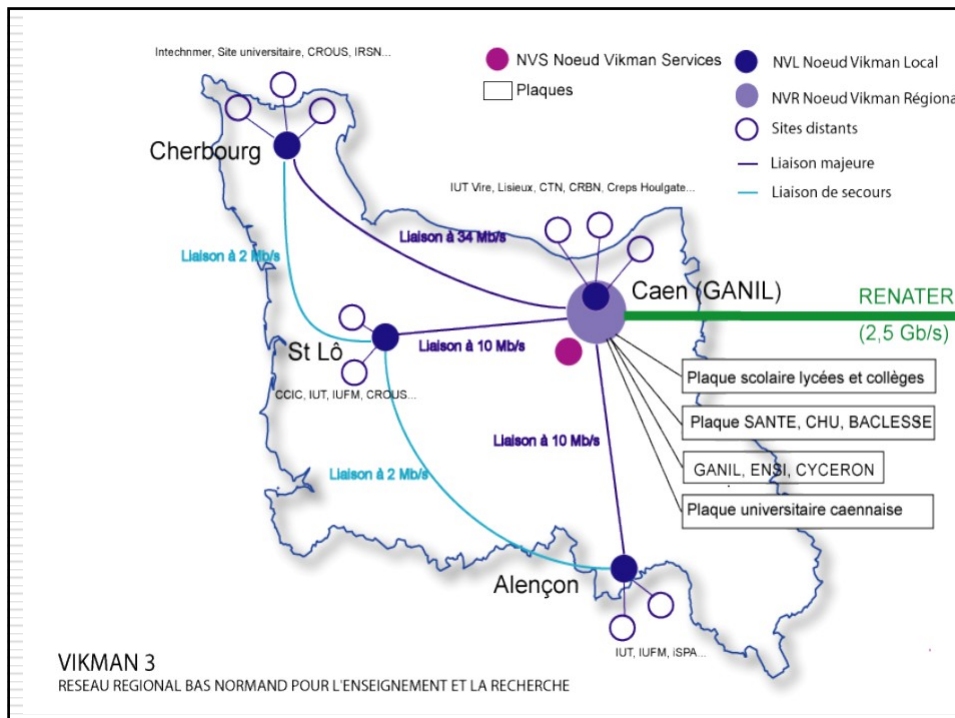 Intechnmer, Site universitaire, CROUS, IRSN...
NVS Noeud Vikman Services
Plaques
NVL Noeud Vikman Local
NVR Noeud Vikman Régional
Sites distants
Liaison majeure
Liaison de secours
Cherbourg
IUT Vire, Lisieux, CTN, CRBN, Creps Houlgate...
Liaison à 34 Mb/s
Liaison à 2 Mb/s
Caen (GANIL)
RENATER
(2,5 Gb/s)
St Lô
Liaison à 10 Mb/s
CCIC, IUT, IUFM, CROUS...
Plaque scolaire lycées et collèges
Plaque SANTE, CHU, BACLESSE
Liaison à 10 Mb/s
Liaison à 2 Mb/s
GANIL, ENSI, CYCERON
Plaque universitaire caennaise
Alençon
IUT, IUFM, iSPA...
VIKMAN 3
RESEAU REGIONAL BAS NORMAND POUR L'ENSEIGNEMENT ET LA RECHERCHE